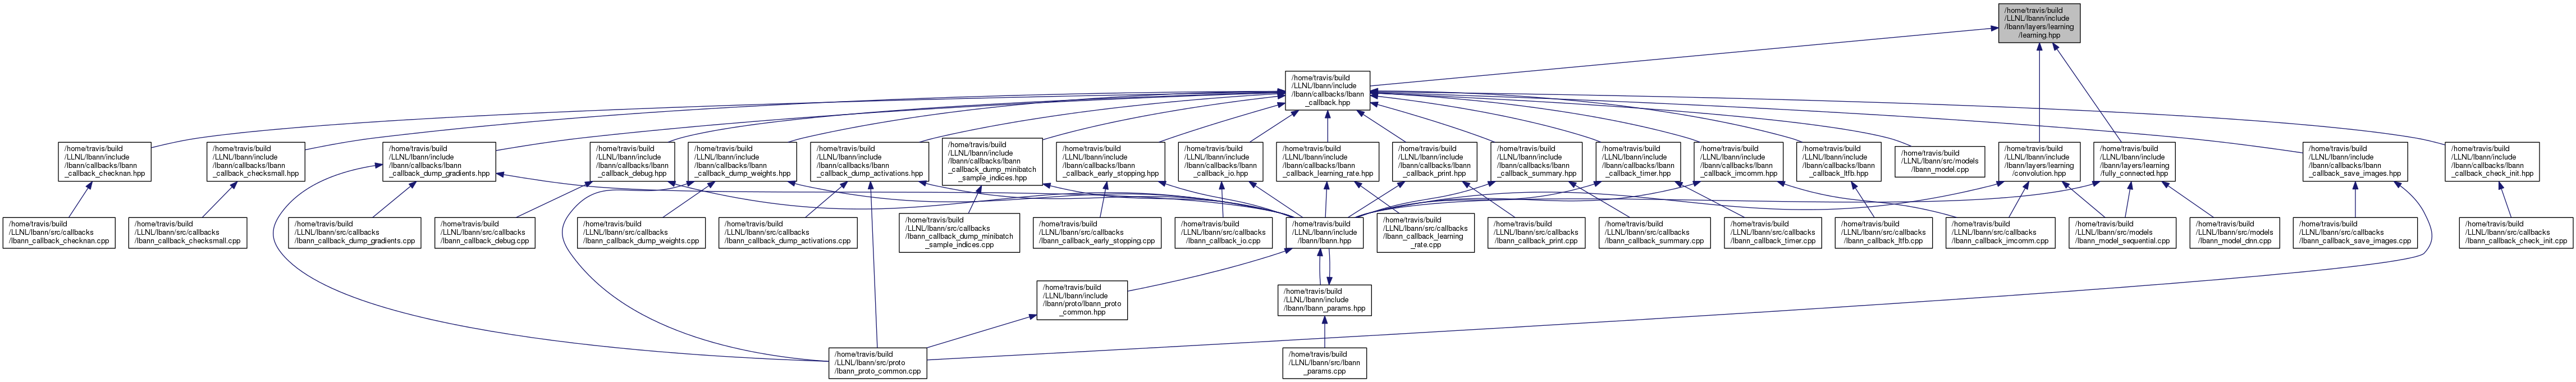 /home/travis/build
/LLNL/lbann/include
/lbann/layers/learning
/learning.hpp
/home/travis/build
/LLNL/lbann/include
/lbann/callbacks/lbann
_callback.hpp
/home/travis/build
/LLNL/lbann/include
/lbann/callbacks/lbann
_callback_checknan.hpp
/home/travis/build
/LLNL/lbann/include
/lbann/callbacks/lbann
_callback_checksmall.hpp
/home/travis/build
/LLNL/lbann/include
/lbann/callbacks/lbann
_callback_dump_gradients.hpp
/home/travis/build
/LLNL/lbann/include
/lbann/callbacks/lbann
_callback_debug.hpp
/home/travis/build
/LLNL/lbann/include
/lbann/callbacks/lbann
_callback_dump_weights.hpp
/home/travis/build
/LLNL/lbann/include
/lbann/callbacks/lbann
_callback_dump_activations.hpp
/home/travis/build
/LLNL/lbann/include
/lbann/callbacks/lbann
_callback_dump_minibatch
_sample_indices.hpp
/home/travis/build
/LLNL/lbann/include
/lbann/callbacks/lbann
_callback_early_stopping.hpp
/home/travis/build
/LLNL/lbann/include
/lbann/callbacks/lbann
_callback_io.hpp
/home/travis/build
/LLNL/lbann/include
/lbann/callbacks/lbann
_callback_learning_rate.hpp
/home/travis/build
/LLNL/lbann/include
/lbann/callbacks/lbann
_callback_print.hpp
/home/travis/build
/LLNL/lbann/include
/lbann/callbacks/lbann
_callback_summary.hpp
/home/travis/build
/LLNL/lbann/include
/lbann/callbacks/lbann
_callback_timer.hpp
/home/travis/build
/LLNL/lbann/include
/lbann/callbacks/lbann
_callback_imcomm.hpp
/home/travis/build
/LLNL/lbann/include
/lbann/callbacks/lbann
_callback_ltfb.hpp
/home/travis/build
/LLNL/lbann/src/models
/lbann_model.cpp
/home/travis/build
/LLNL/lbann/include
/lbann/layers/learning
/convolution.hpp
/home/travis/build
/LLNL/lbann/include
/lbann/layers/learning
/fully_connected.hpp
/home/travis/build
/LLNL/lbann/include
/lbann/callbacks/lbann
_callback_save_images.hpp
/home/travis/build
/LLNL/lbann/include
/lbann/callbacks/lbann
_callback_check_init.hpp
/home/travis/build
/LLNL/lbann/src/callbacks
/lbann_callback_checknan.cpp
/home/travis/build
/LLNL/lbann/src/callbacks
/lbann_callback_checksmall.cpp
/home/travis/build
/LLNL/lbann/src/callbacks
/lbann_callback_dump_gradients.cpp
/home/travis/build
/LLNL/lbann/src/callbacks
/lbann_callback_debug.cpp
/home/travis/build
/LLNL/lbann/src/callbacks
/lbann_callback_dump_weights.cpp
/home/travis/build
/LLNL/lbann/src/callbacks
/lbann_callback_dump_activations.cpp
/home/travis/build
/LLNL/lbann/src/callbacks
/lbann_callback_dump_minibatch
_sample_indices.cpp
/home/travis/build
/LLNL/lbann/src/callbacks
/lbann_callback_early_stopping.cpp
/home/travis/build
/LLNL/lbann/src/callbacks
/lbann_callback_io.cpp
/home/travis/build
/LLNL/lbann/include
/lbann/lbann.hpp
/home/travis/build
/LLNL/lbann/src/callbacks
/lbann_callback_learning
_rate.cpp
/home/travis/build
/LLNL/lbann/src/callbacks
/lbann_callback_print.cpp
/home/travis/build
/LLNL/lbann/src/callbacks
/lbann_callback_summary.cpp
/home/travis/build
/LLNL/lbann/src/callbacks
/lbann_callback_timer.cpp
/home/travis/build
/LLNL/lbann/src/callbacks
/lbann_callback_ltfb.cpp
/home/travis/build
/LLNL/lbann/src/callbacks
/lbann_callback_imcomm.cpp
/home/travis/build
/LLNL/lbann/src/models
/lbann_model_sequential.cpp
/home/travis/build
/LLNL/lbann/src/models
/lbann_model_dnn.cpp
/home/travis/build
/LLNL/lbann/src/callbacks
/lbann_callback_save_images.cpp
/home/travis/build
/LLNL/lbann/src/callbacks
/lbann_callback_check_init.cpp
/home/travis/build
/LLNL/lbann/include
/lbann/proto/lbann_proto
_common.hpp
/home/travis/build
/LLNL/lbann/include
/lbann/lbann_params.hpp
/home/travis/build
/LLNL/lbann/src/proto
/lbann_proto_common.cpp
/home/travis/build
/LLNL/lbann/src/lbann
_params.cpp